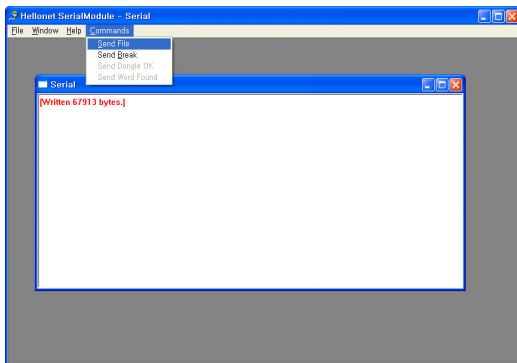 Hellonet SerialModule - Serial
File Window Help Commands
Send File
Send Break
Send Dongle OK
Send Word Found
Serial
[Written 67913 bytes.]